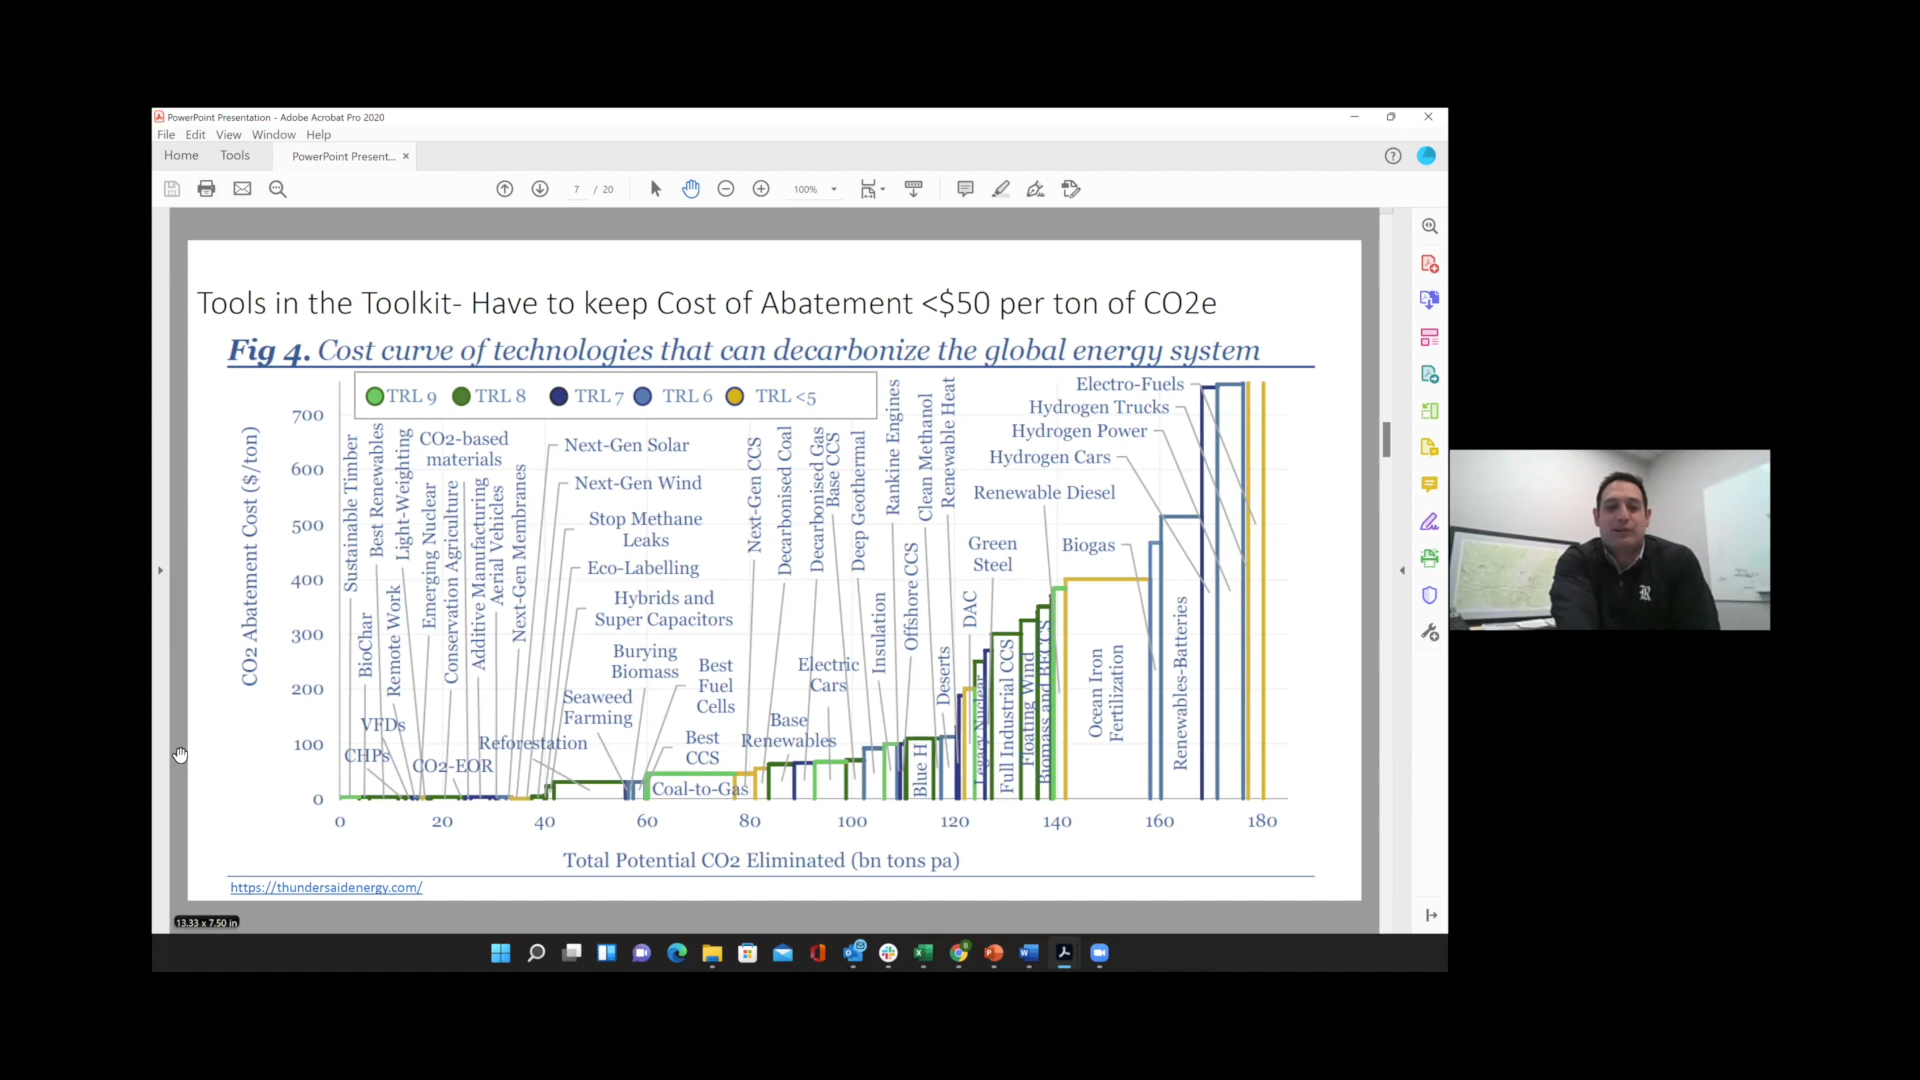 PowerPoint Presentation - Adobe Acrobat Pro 2020
File Edit View Window Help
Home Tools PowerPoint Present... ×
7 / 20 100%
Tools in the Toolkit- Have to keep Cost of Abatement <$50 per ton of CO2e
Fig 4. Cost curve of technologies that can decarbonize the global energy system
TRL 9 TRL 8 TRL 7 TRL 6 TRL <5
CO2 Abatement Cost ($/ton)
700
600
500
400
300
200
100
0
Sustainable Timber
BioChar
Best Renewables
Remote Work
Light-Weighting
VFDs
CHPs
CO2-based
materials
Emerging Nuclear
Conservation Agriculture
CO2-EOR
Additive Manufacturing
Aerial Vehicles
Next-Gen Membranes
Next-Gen Solar
Next-Gen Wind
Stop Methane
Leaks
Eco-Labelling
Hybrids and
Super Capacitors
Reforestation
Seaweed
Farming
Burying
Biomass
Best
Fuel
Cells
Best
CCS
Coal-to-Gas
Next-Gen CCS
Decarbonised Coal
Base
Renewables
Decarbonised Gas
Electric
Cars
Base CCS
Deep Geothermal
Insulation
Rankine Engines
Offshore CCS
Blue H
Clean Methanol
Deserts
Renewable Heat
DAC
Green
Steel
Legacy Nuclear
Full Industrial CCS
Floating Wind
Biomass and BECCS
Renewable Diesel
Ocean Iron
Fertilization
Biogas
Renewables-Batteries
Hydrogen Cars
Hydrogen Power
Hydrogen Trucks
Electro-Fuels
0 20 40 60 80 100 120 140 160 180
Total Potential CO2 Eliminated (bn tons pa)
https://thundersaidenergy.com/
13.33 x 7.50 in
R